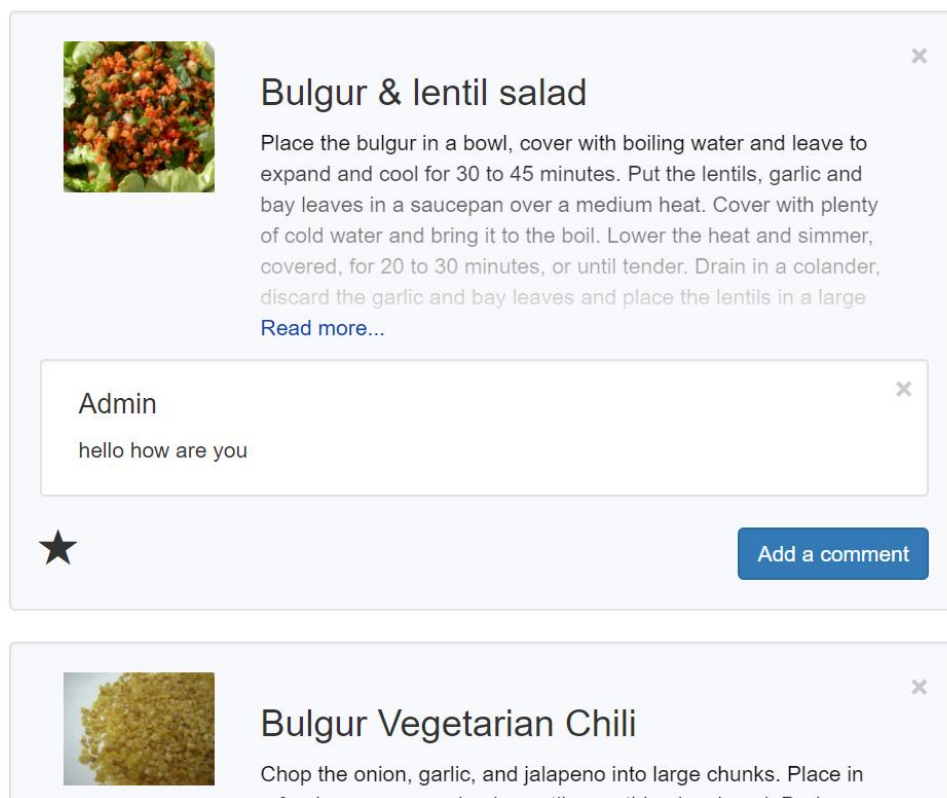 Bulgur & lentil salad
Place the bulgur in a bowl, cover with boiling water and leave to
expand and cool for 30 to 45 minutes. Put the lentils, garlic and
bay leaves in a saucepan over a medium heat. Cover with plenty
of cold water and bring it to the boil. Lower the heat and simmer,
covered, for 20 to 30 minutes, or until tender. Drain in a colander,
discard the garlic and bay leaves and place the lentils in a large
Read more...
Admin
hello how are you
Add a comment
Bulgur Vegetarian Chili
Chop the onion, garlic, and jalapeno into large chunks. Place in